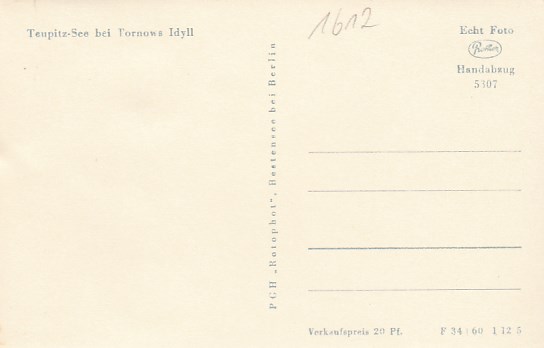 Teupitz-See bei Tornows Idyll
1612
Echt Foto
Handabzug
5307
PGH „Rotophot“, Bestensee bei Berlin
Verkaufspreis 20 Pf.
F 34 | 60 1 12 5